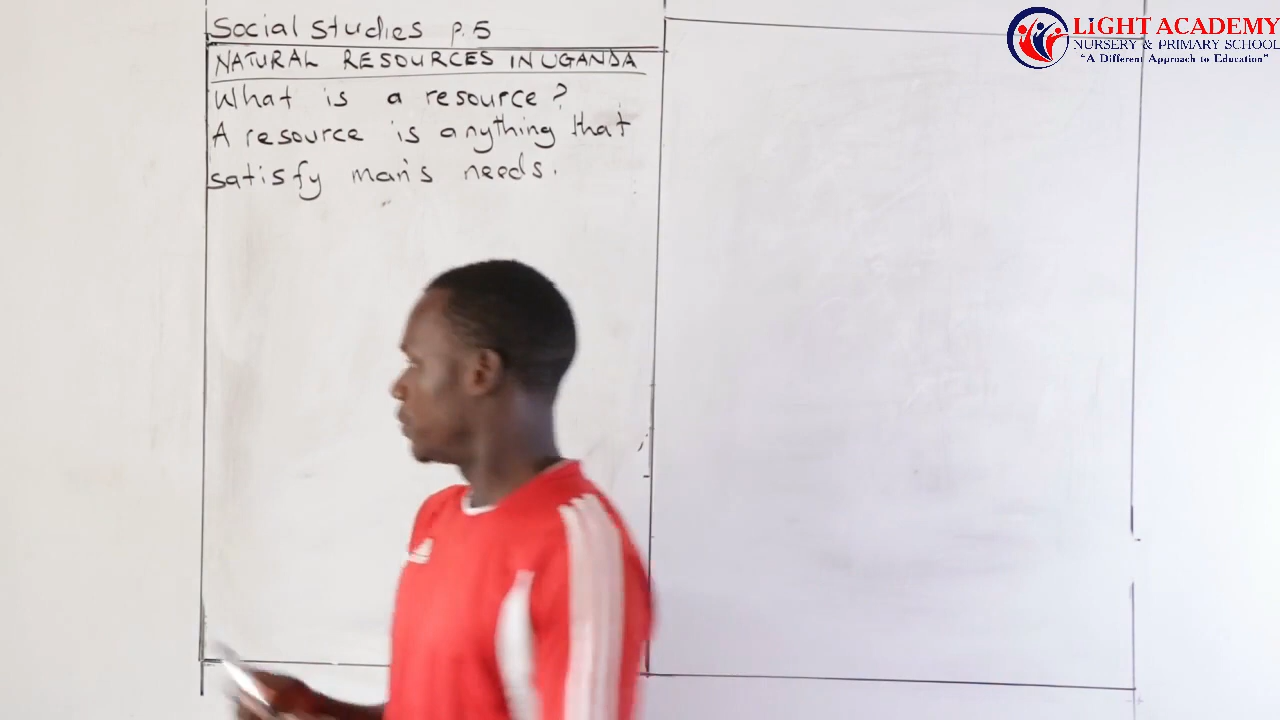 Social Studies p.5
NATURAL RESOURCES IN UGANDA
What is a resource?
A resource is anything that
satisfy man's needs.
LiGHT ACADEMY
NURSERY & PRIMARY SCHOOL
"A Different Approach to Education"